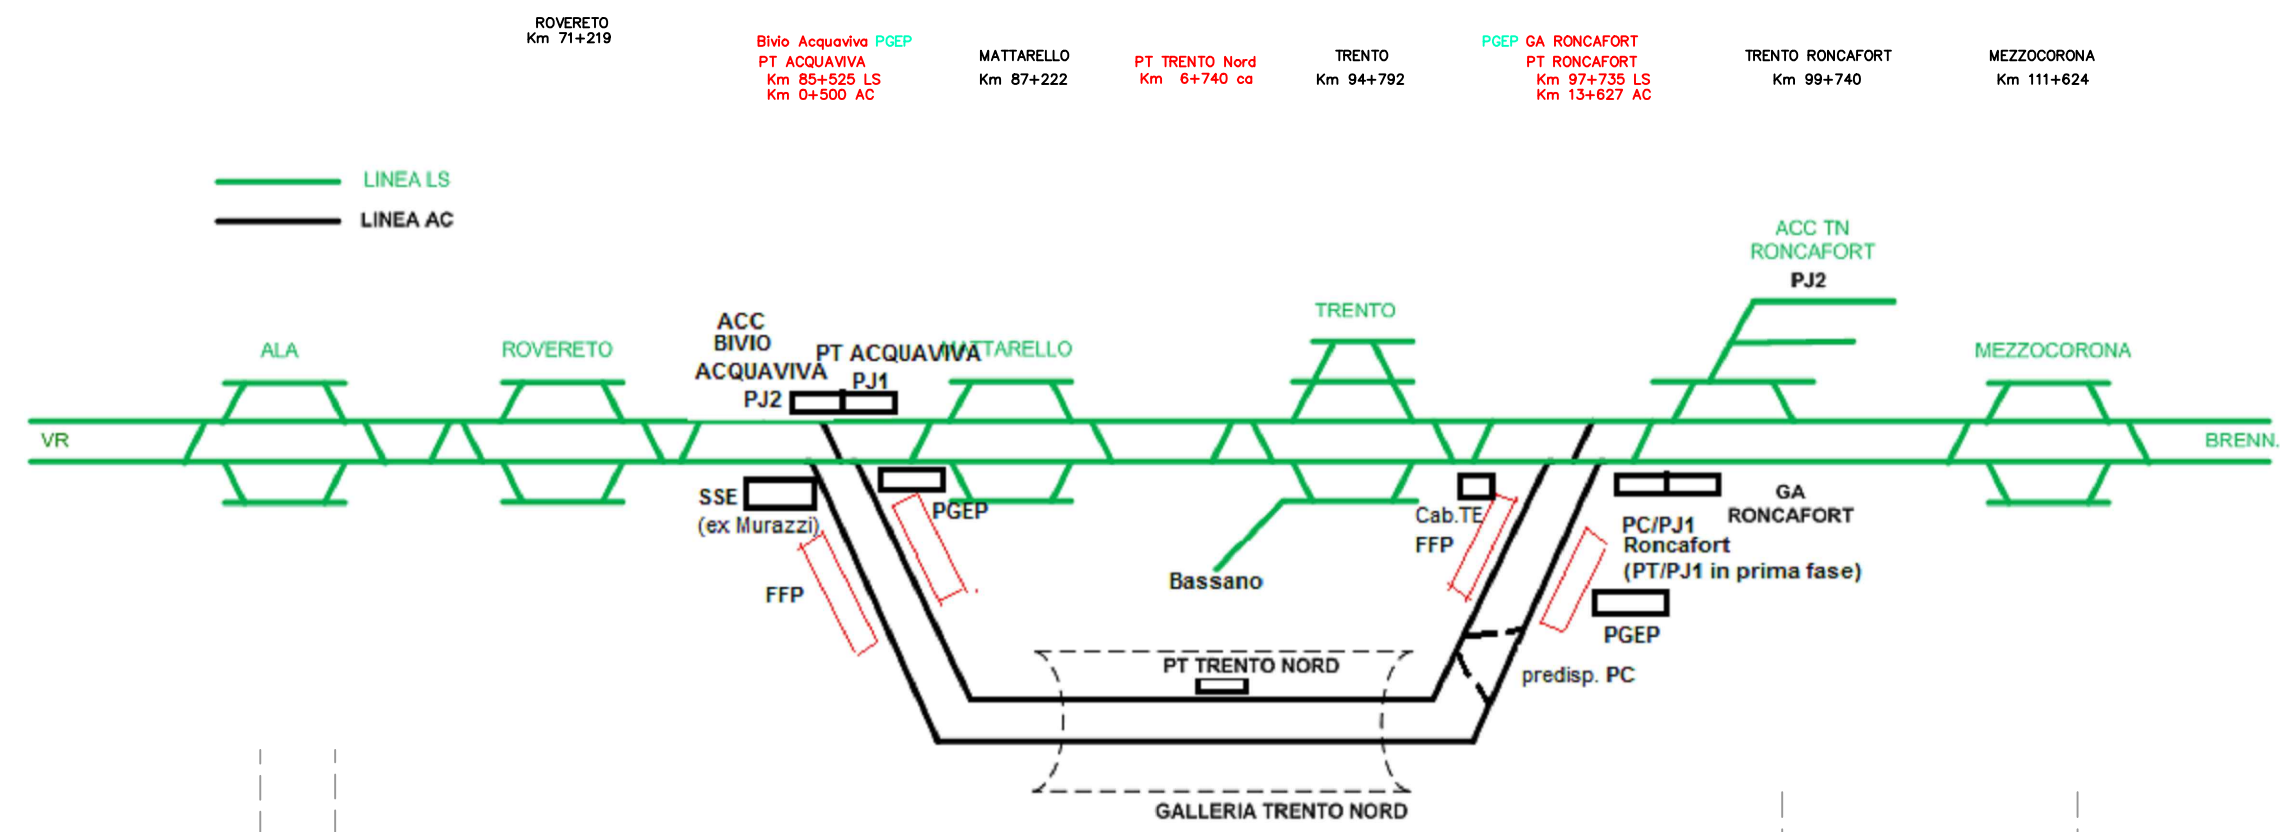 ROVERETO
Km 71+219
Bivio Acquaviva PGEP
PT ACQUAVIVA
Km 85+525 LS
Km 0+500 AC
MATTARELLO
Km 87+222
PT TRENTO Nord
Km 6+740 ca
TRENTO
Km 94+792
PGEP GA RONCAFORT
PT RONCAFORT
Km 97+735 LS
Km 13+627 AC
TRENTO RONCAFORT
Km 99+740
MEZZOCORONA
Km 111+624
LINEA LS
LINEA AC
ACC TN
RONCAFORT
PJ2
ALA
ROVERETO
ACC
BIVIO
ACQUAVIVA
PJ2
PT ACQUAVIVA
PJ1
MATTARELLO
TRENTO
MEZZOCORONA
VR
BRENN.
SSE
(ex Murazzi)
PGEP
FFP
Bassano
Cab.TE
FFP
GA
RONCAFORT
PC/PJ1
Roncafort
(PT/PJ1 in prima fase)
PGEP
predisp. PC
PT TRENTO NORD
GALLERIA TRENTO NORD